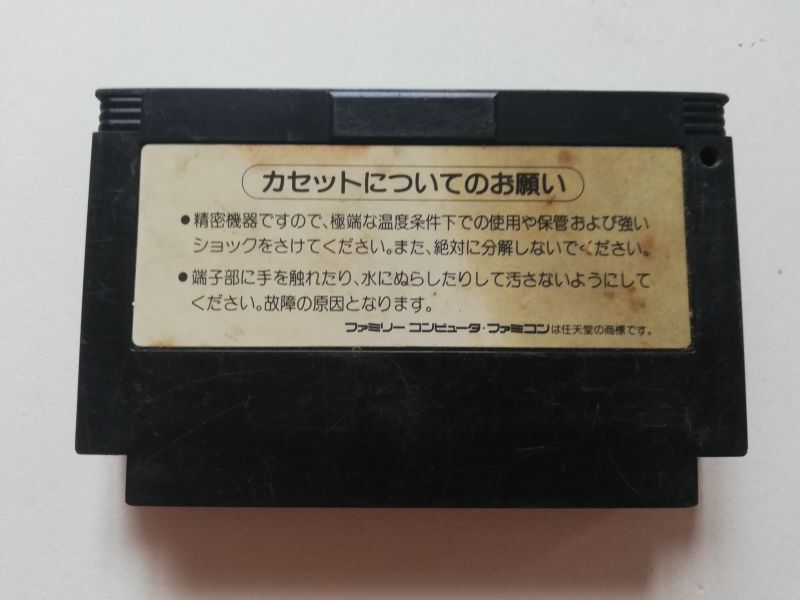 カセットについてのお願い
●精密機器ですので、極端な温度条件下での使用や保管および強い
ショックをさけてください。また、絶対に分解しないでください。
●端子部に手を触れたり、水にぬらしたりして汚さないようにして
ください。故障の原因となります。
ファミリー コンピュータ・ファミコンは任天堂の商標です。